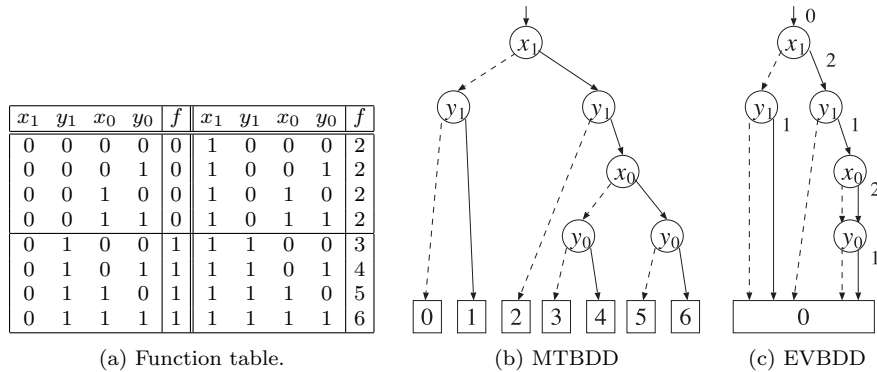 x₁ y₁ x₀ y₀ f x₁ y₁ x₀ y₀ f
0 0 0 0 0 1 0 0 0 2
0 0 0 1 0 1 0 0 1 2
0 0 1 0 0 1 0 1 0 2
0 0 1 1 0 1 0 1 1 2
0 1 0 0 1 1 1 0 0 3
0 1 0 1 1 1 1 0 1 4
0 1 1 0 1 1 1 1 0 5
0 1 1 1 1 1 1 1 1 6
(a) Function table.
x₁
y₁ y₁
x₀
y₀ y₀
0 1 2 3 4 5 6
(b) MTBDD
0
x₁
2
y₁ y₁
1 1
x₀
2
y₀
1
0
(c) EVBDD